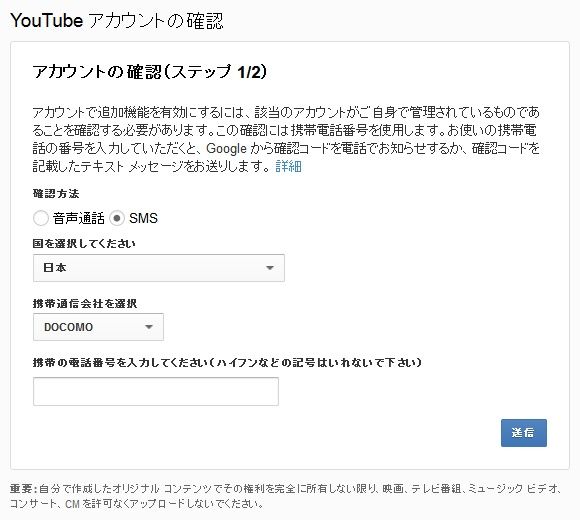 YouTube アカウントの確認
アカウントの確認（ステップ 1/2）
アカウントで追加機能を有効にするには、該当のアカウントがご自身で管理されているものであ
ることを確認する必要があります。この確認には携帯電話番号を使用します。お使いの携帯電
話の番号を入力していただくと、Google から確認コードを電話でお知らせするか、確認コードを
記載したテキスト メッセージをお送りします。 詳細
確認方法
音声通話 SMS
国を選択してください
日本
携帯通信会社を選択
DOCOMO
携帯の電話番号を入力してください（ハイフンなどの記号はいれないで下さい）
送信
重要：自分で作成したオリジナル コンテンツでその権利を完全に所有しない限り、映画、テレビ番組、ミュージック ビデオ、
コンサート、CM を許可なくアップロードしないでください。